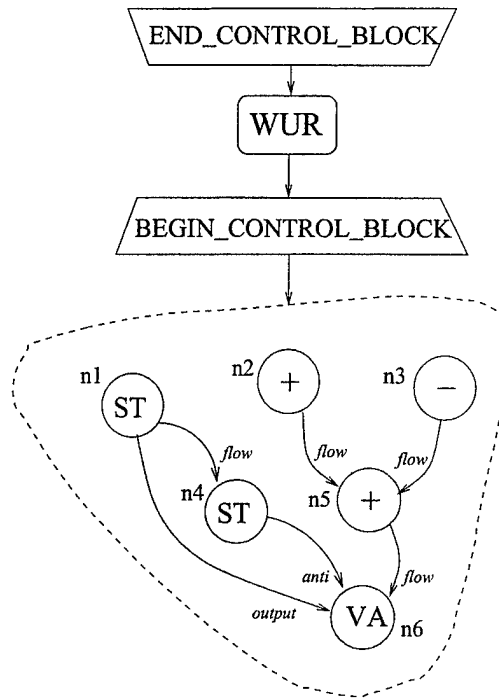 END_CONTROL_BLOCK
WUR
BEGIN_CONTROL_BLOCK
n1
ST
n2
+
n3
−
flow
flow
flow
n4
ST
n5
+
anti
flow
output
VA
n6